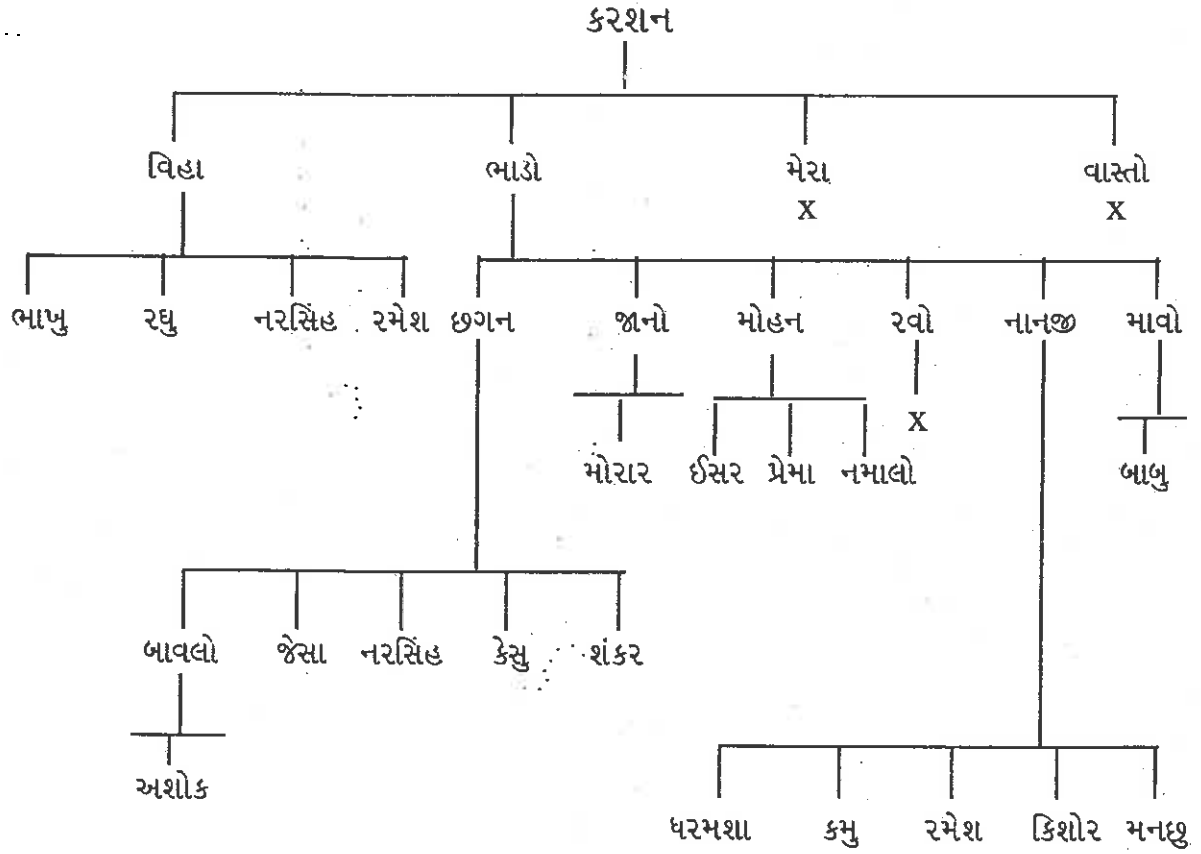 કરશન
વિહા ભાડો મેરા વાસ્તો
X X
ભાખુ રઘુ નરસિંહ રમેશ છગન જાનો મોહન રવો નાનજી માવો
X
મોરાર ઈસર પ્રેમા નમાલો બાબુ
બાવલો જેસા નરસિંહ કેસુ શંકર
અશોક
ધરમશા કમુ રમેશ કિશોર મનછુ